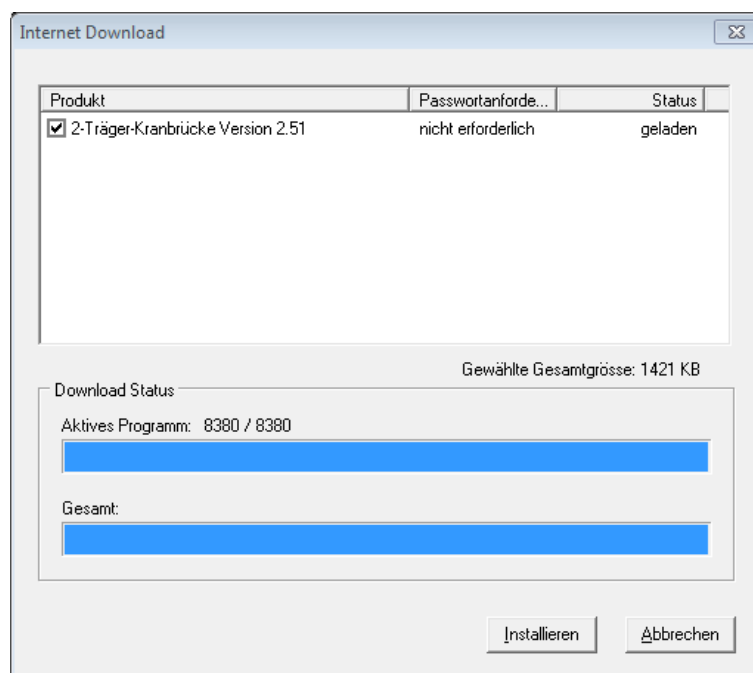 Internet Download
Produkt Passwortanforde... Status
2-Träger-Kranbrücke Version 2.51 nicht erforderlich geladen
Gewählte Gesamtgrösse: 1421 KB
Download Status
Aktives Programm: 8380 / 8380
Gesamt:
Installieren Abbrechen